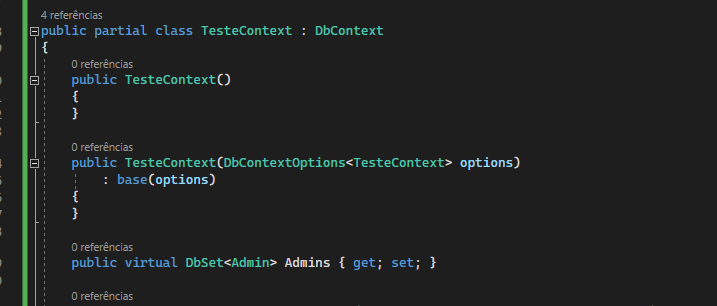 4 referências
public partial class TesteContext : DbContext
{
0 referências
public TesteContext()
{
}
0 referências
public TesteContext(DbContextOptions<TesteContext> options)
: base(options)
{
}
0 referências
public virtual DbSet<Admin> Admins { get; set; }
0 referências